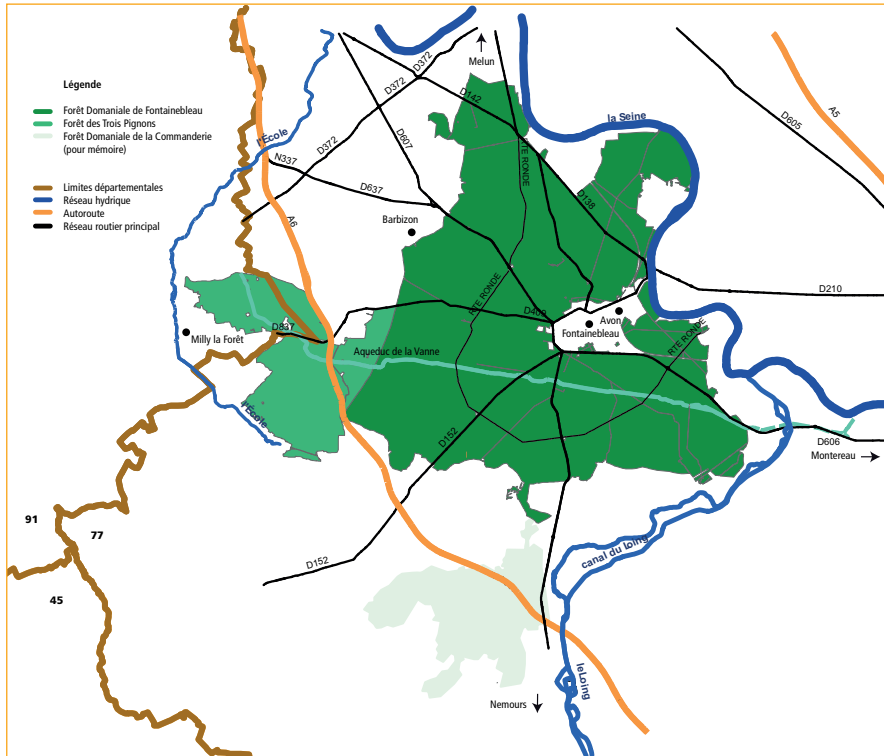 Légende
Forêt Domaniale de Fontainebleau
Forêt des Trois Pignons
Forêt Domaniale de la Commanderie
(pour mémoire)
Limites départementales
Réseau hydrique
Autoroute
Réseau routier principal
Melun
D372
D372
D372
D142
D607
N337
D637
l'École
A6
Barbizon
RTE RONDE
la Seine
D138
D605
A5
D210
RTE RONDE
D409
Avon
Fontainebleau
RTE RONDE
Milly la Forêt
D837
Aqueduc de la Vanne
l'École
D152
D606
Montereau
91
77
45
D152
canal du loing
le Loing
Nemours